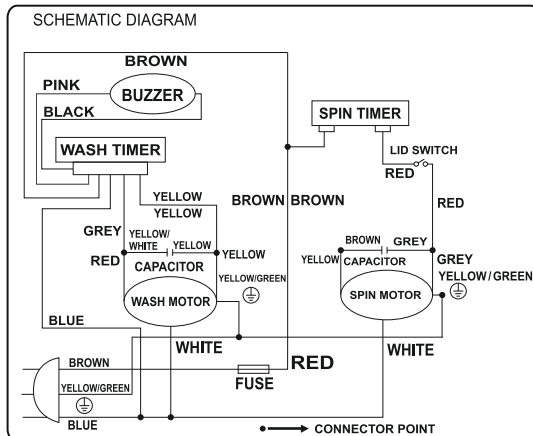 SCHEMATIC DIAGRAM
BROWN
PINK
BUZZER
BLACK
SPIN TIMER
WASH TIMER
LID SWITCH
RED
YELLOW
BROWN BROWN
RED
YELLOW
GREY
YELLOW/
WHITE
YELLOW
BROWN
GREY
RED
CAPACITOR
YELLOW
YELLOW
CAPACITOR
GREY
YELLOW/GREEN
YELLOW/GREEN
WASH MOTOR
SPIN MOTOR
BLUE
WHITE
WHITE
BROWN
RED
YELLOW/GREEN
FUSE
BLUE
CONNECTOR POINT